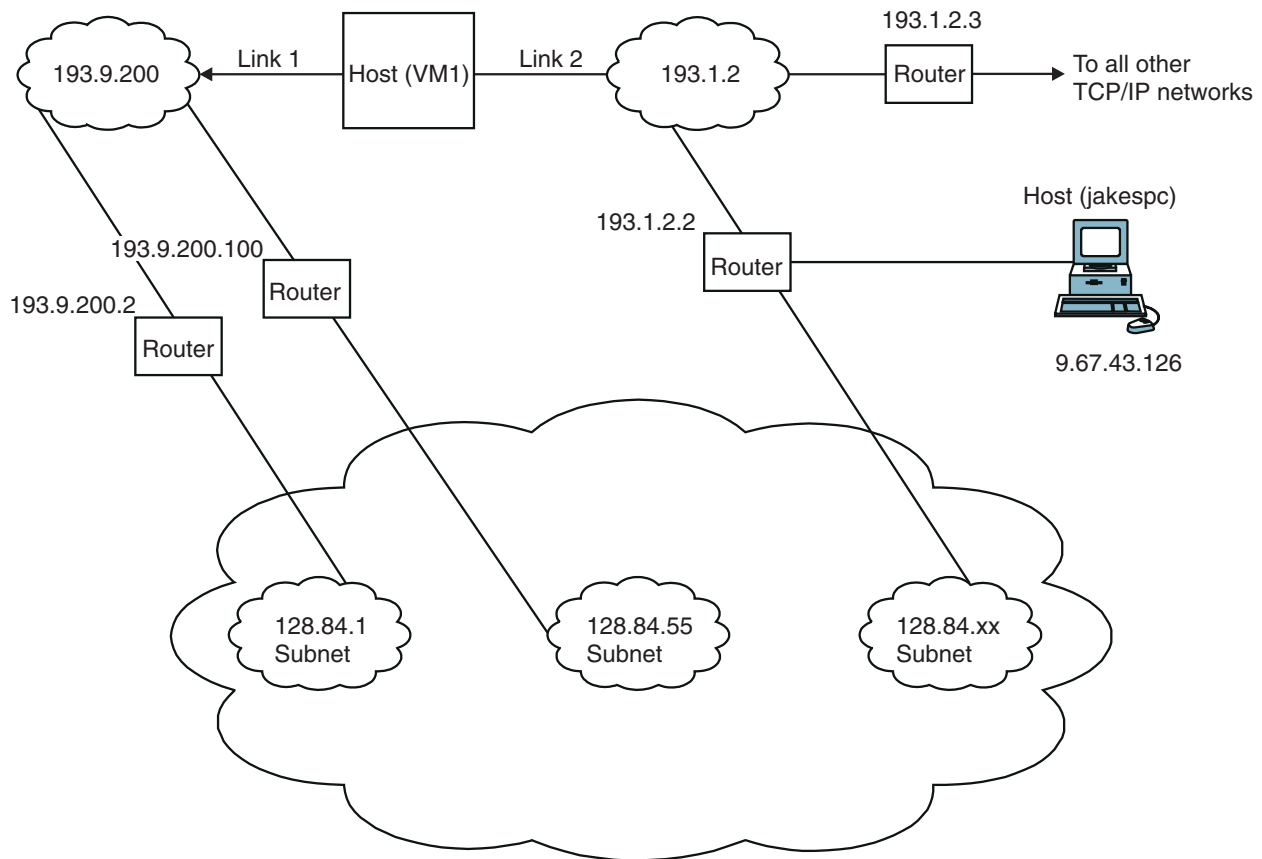 193.1.2.3
193.9.200
Link 1
Host (VM1)
Link 2
193.1.2
Router
To all other
TCP/IP networks
Host (jakespc)
193.1.2.2
193.9.200.100
Router
Router
193.9.200.2
Router
9.67.43.126
128.84.1
Subnet
128.84.55
Subnet
128.84.xx
Subnet